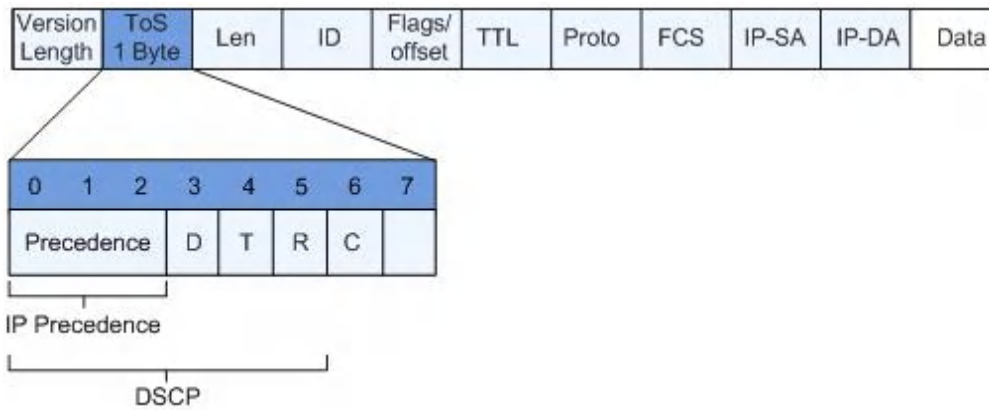 Version Length
ToS 1 Byte
Len
ID
Flags/ offset
TTL
Proto
FCS
IP-SA
IP-DA
Data
0 1 2 3 4 5 6 7
Precedence D T R C
IP Precedence
DSCP